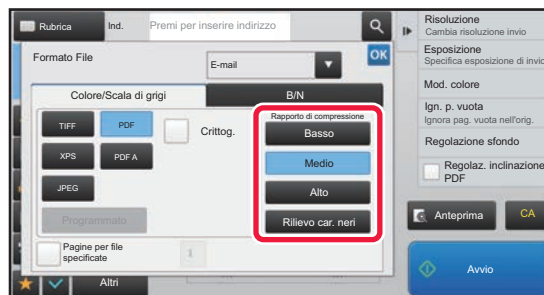 Rubrica
Ind.
Premi per inserire indirizzo
Formato File
E-mail
OK
Colore/Scala di grigi
B/N
TIFF
PDF
Crittog.
XPS
PDF A
JPEG
Programmato
Rapporto di compressione
Basso
Medio
Alto
Rilievo car. neri
Pagine per file
specificate
1
Altri
Risoluzione
Cambia risoluzione invio
Esposizione
Specifica esposizione di invio
Mod. colore
Ign. p. vuota
Ignora pag. vuota nell'orig.
Regolazione sfondo
Regolaz. inclinazione
PDF
Anteprima
CA
Avvio